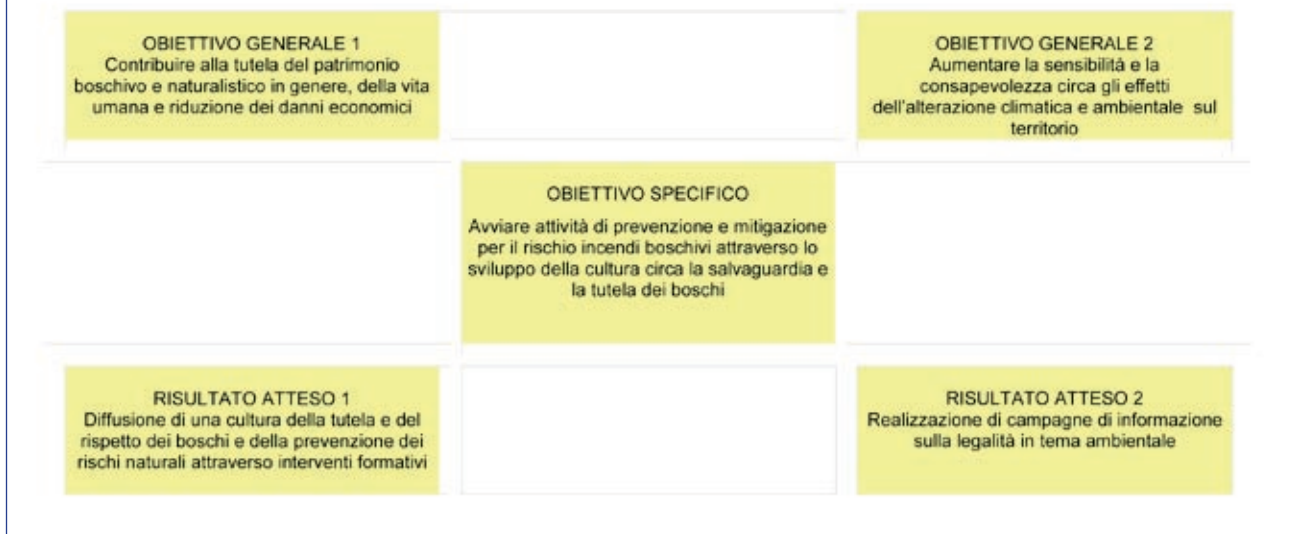 OBIETTIVO GENERALE 1
Contribuire alla tutela del patrimonio
boschivo e naturalistico in genere, della vita
umana e riduzione dei danni economici
OBIETTIVO GENERALE 2
Aumentare la sensibilità e la
consapevolezza circa gli effetti
dell'alterazione climatica e ambientale sul
territorio
OBIETTIVO SPECIFICO
Avviare attività di prevenzione e mitigazione
per il rischio incendi boschivi attraverso lo
sviluppo della cultura circa la salvaguardia e
la tutela dei boschi
RISULTATO ATTESO 1
Diffusione di una cultura della tutela e del
rispetto dei boschi e della prevenzione dei
rischi naturali attraverso interventi formativi
RISULTATO ATTESO 2
Realizzazione di campagne di informazione
sulla legalità in tema ambientale